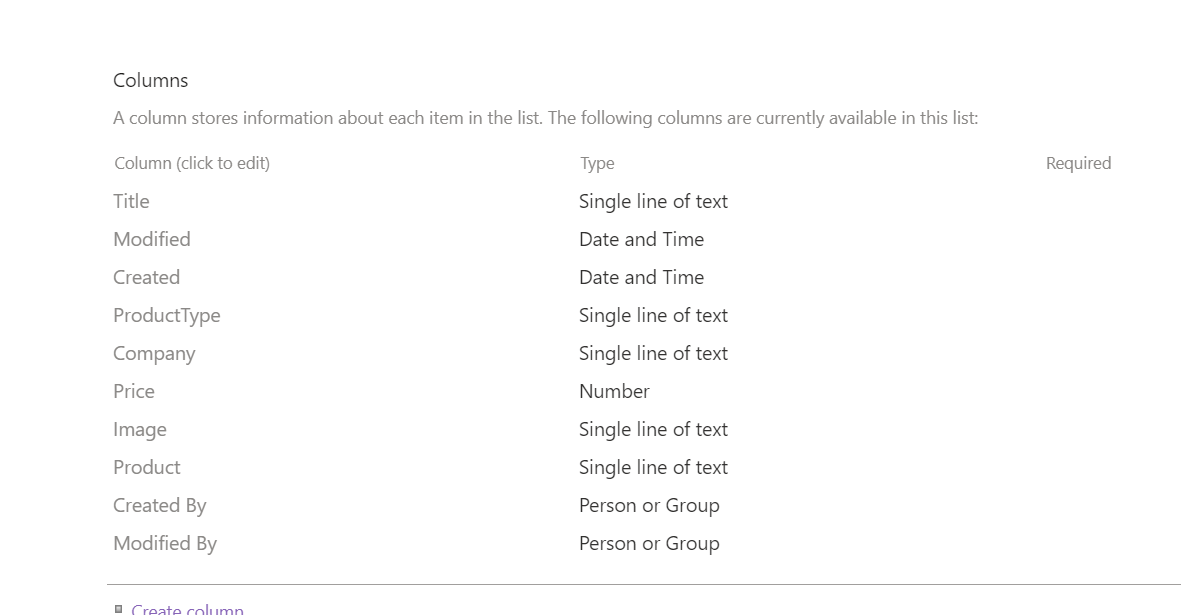 Columns
A column stores information about each item in the list. The following columns are currently available in this list:
Column (click to edit) Type Required
Title Single line of text
Modified Date and Time
Created Date and Time
ProductType Single line of text
Company Single line of text
Price Number
Image Single line of text
Product Single line of text
Created By Person or Group
Modified By Person or Group
Create column